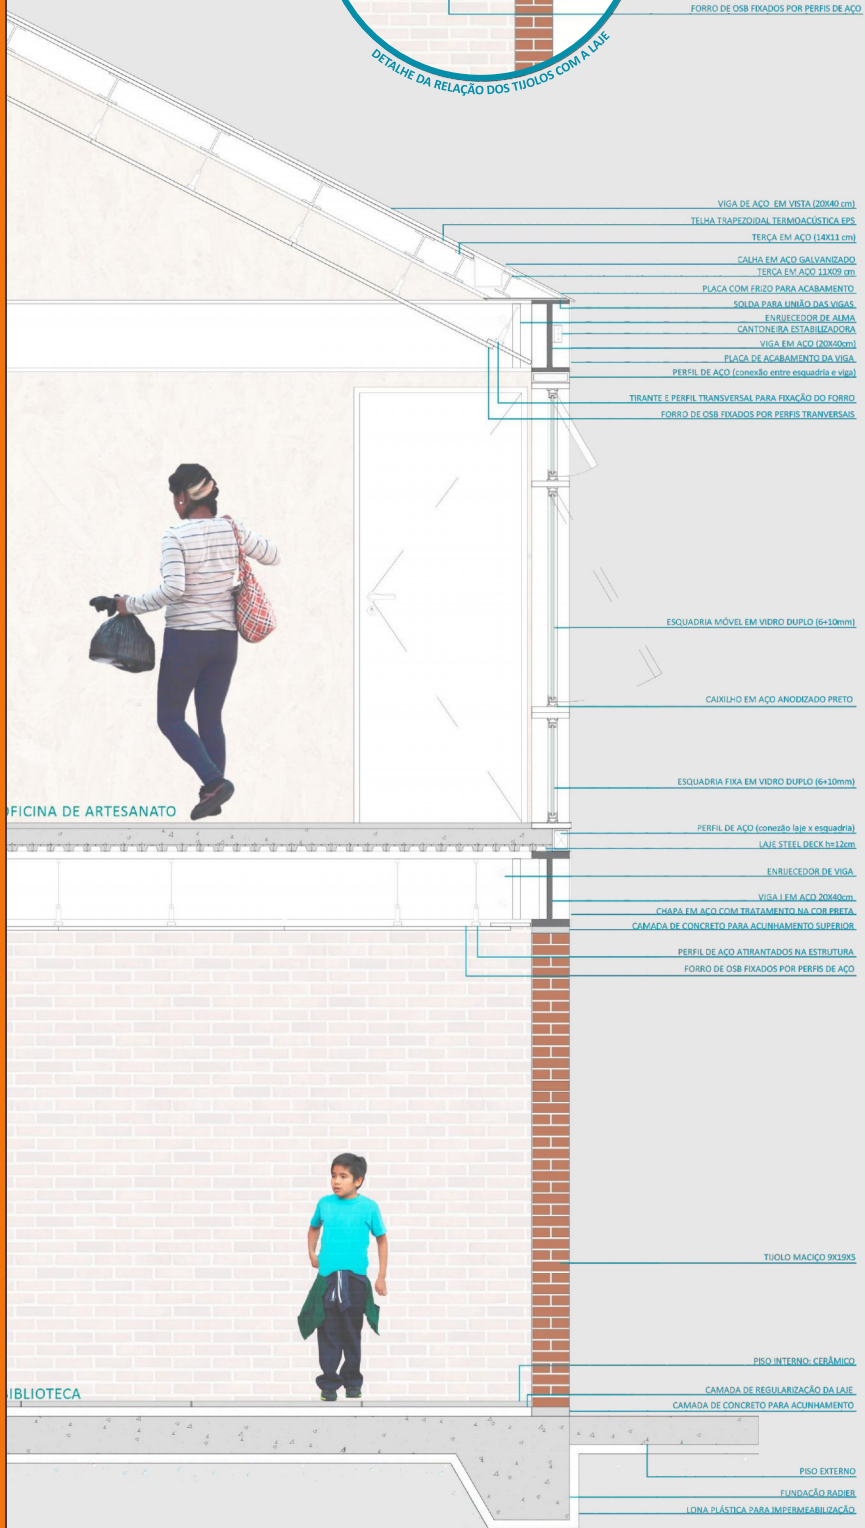 FORRO DE OSB FIXADOS POR PERFIS DE AÇO
DETALHE DA RELAÇÃO DOS TIJOLOS COM A LAJE
VIGA DE AÇO EM VISTA (20X40 cm)
TELHA TRAPEZOIDAL TERMOACÚSTICA EPS
TERÇA EM AÇO (14X11 cm)
CALHA EM AÇO GALVANIZADO
TERÇA EM AÇO 11X09 cm
PLACA COM FRIZO PARA ACABAMENTO
SOLDA PARA UNIÃO DAS VIGAS
ENRIJECEDOR DE ALMA
CANTONEIRA ESTABILIZADORA
VIGA EM AÇO (20X40cm)
PLACA DE ACABAMENTO DA VIGA
PERFIL DE AÇO (conexão entre esquadria e viga)
TIRANTE E PERFIL TRANSVERSAL PARA FIXAÇÃO DO FORRO
FORRO DE OSB FIXADOS POR PERFIS TRANVERSAIS
ESQUADRIA MÓVEL EM VIDRO DUPLO (6+10mm)
CAIXILHO EM AÇO ANODIZADO PRETO
ESQUADRIA FIXA EM VIDRO DUPLO (6+10mm)
OFICINA DE ARTESANATO
PERFIL DE AÇO (conezão laje x esquadria)
LAJE STEEL DECK h=12cm
ENRIJECEDOR DE VIGA
VIGA I EM ACO 20X40cm
CHAPA EM AÇO COM TRATAMENTO NA COR PRETA
CAMADA DE CONCRETO PARA ACUNHAMENTO SUPERIOR
PERFIL DE AÇO ATIRANTADOS NA ESTRUTURA
FORRO DE OSB FIXADOS POR PERFIS DE AÇO
TIJOLO MACIÇO 9X19X5
PISO INTERNO: CERÂMICO
BIBLIOTECA
CAMADA DE REGULARIZAÇÃO DA LAJE
CAMADA DE CONCRETO PARA ACUNHAMENTO
PISO EXTERNO
FUNDAÇÃO RADIER
LONA PLÁSTICA PARA IMPERMEABILIZAÇÃO